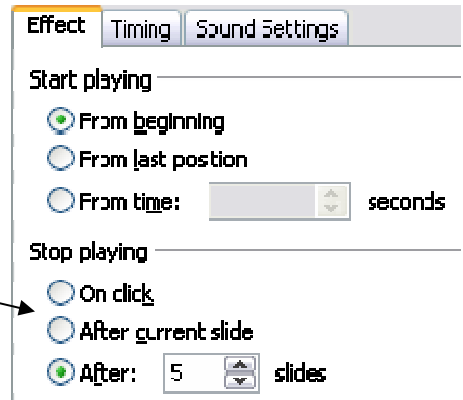 Effect Timing Sound Settings
Start playing
From beginning
From last postion
From time: seconds
Stop playing
On click
After current slide
After: 5 slides